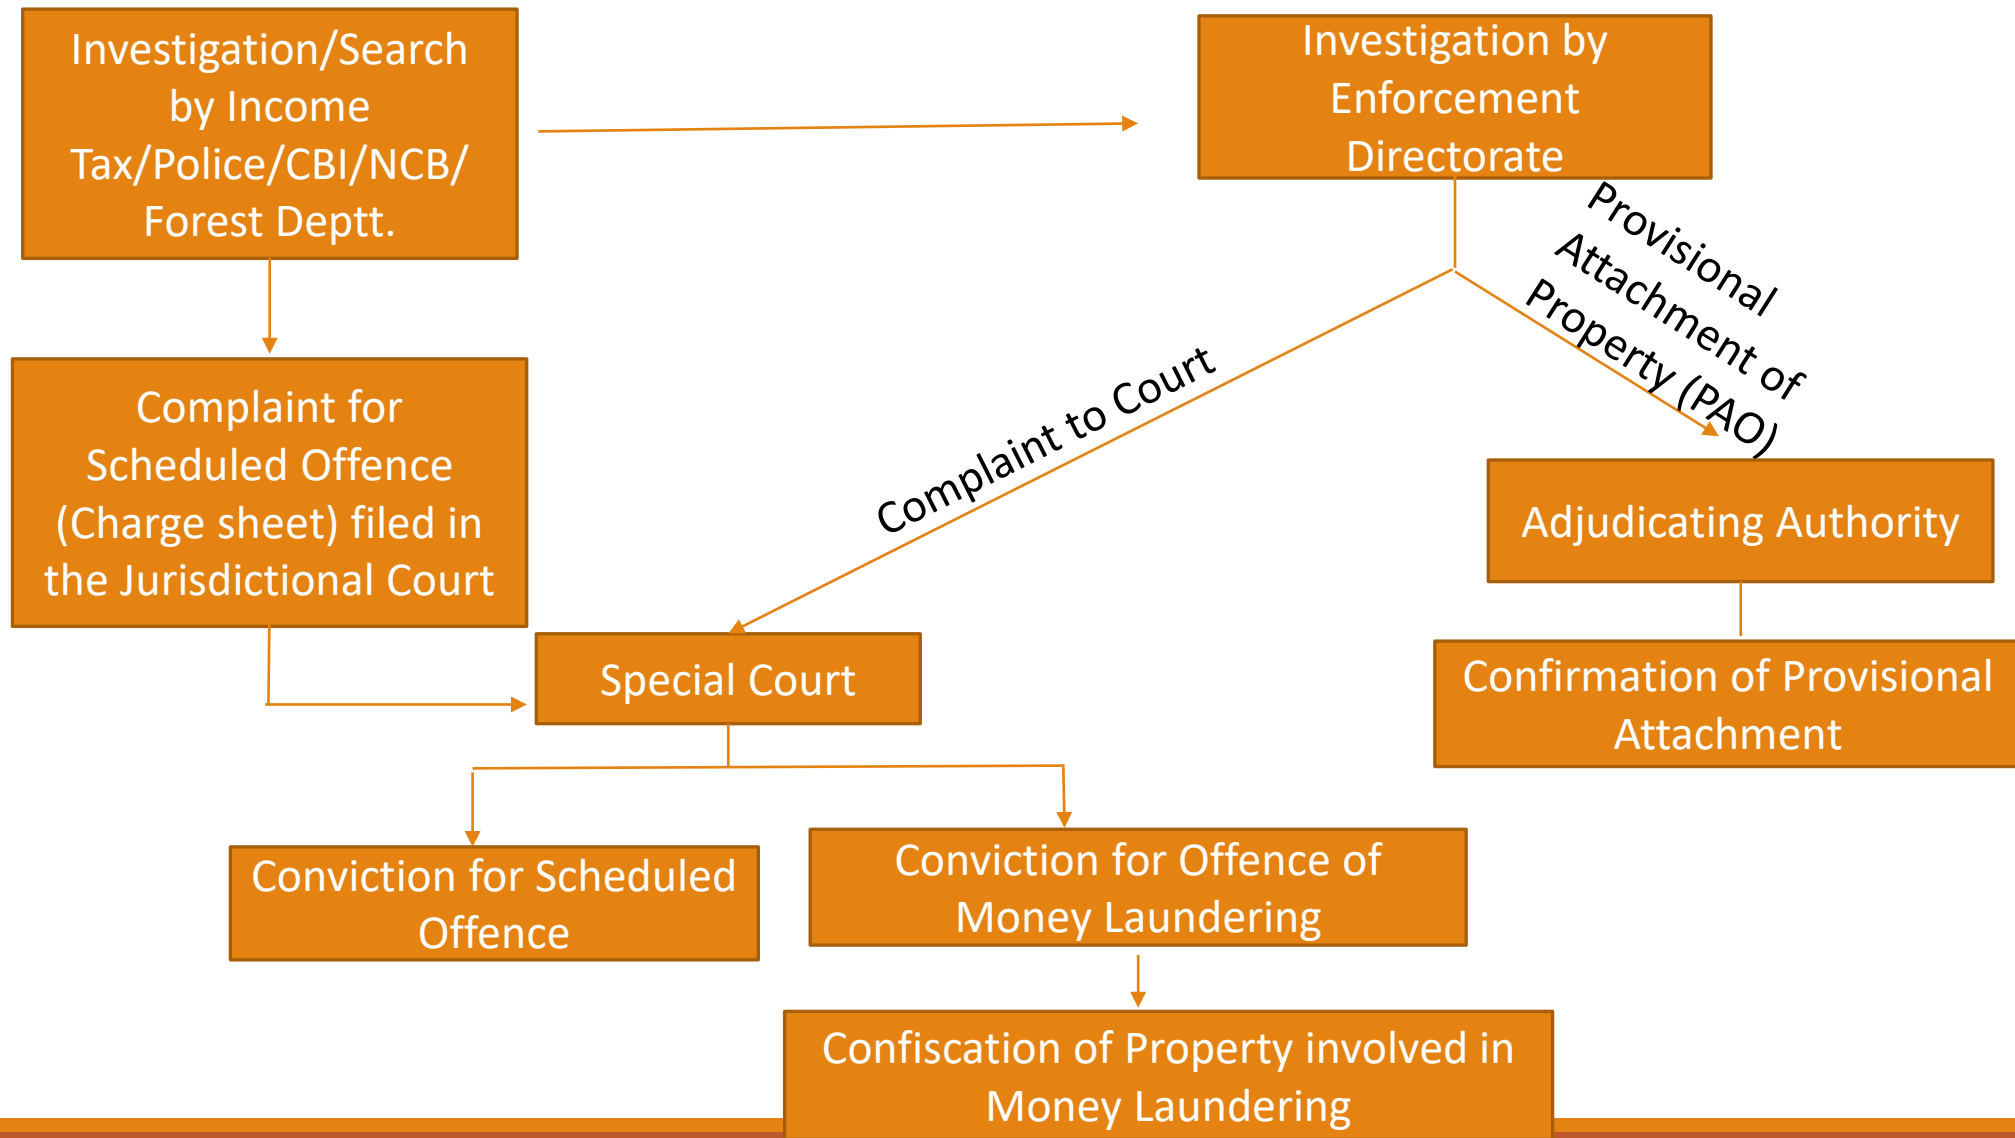 Investigation/Search
by Income
Tax/Police/CBI/NCB/
Forest Deptt.
Investigation by
Enforcement
Directorate
Provisional
Attachment of
Property (PAO)
Complaint to Court
Complaint for
Scheduled Offence
(Charge sheet) filed in
the Jurisdictional Court
Adjudicating Authority
Special Court
Confirmation of Provisional
Attachment
Conviction for Scheduled
Offence
Conviction for Offence of
Money Laundering
Confiscation of Property involved in
Money Laundering